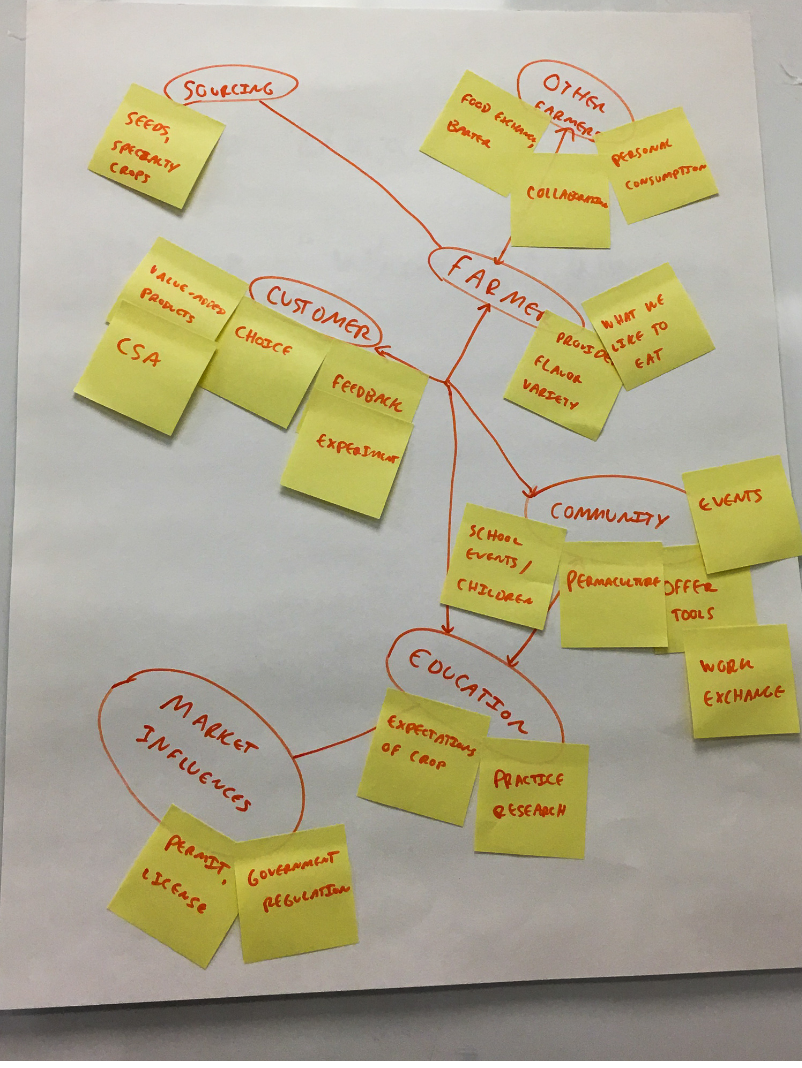 SOURCING
SEEDS,
SPECIALTY
CROPS
OTHER
FARMERS
FOOD EXCHANGE,
BARTER
COLLABORATION
PERSONAL
CONSUMPTION
FARMER
PROVIDE
FLAVOR
VARIETY
WHAT WE
LIKE TO
EAT
CUSTOMER
VALUE-ADDED
PRODUCTS
CSA
CHOICE
FEEDBACK
EXPERIMENT
COMMUNITY
EVENTS
SCHOOL
EVENTS/
CHILDREN
PERMACULTURE
OFFER
TOOLS
WORK
EXCHANGE
EDUCATION
EXPECTATIONS
OF CROP
PRACTICE
RESEARCH
MARKET
INFLUENCES
PERMIT,
LICENSE
GOVERNMENT
REGULATION